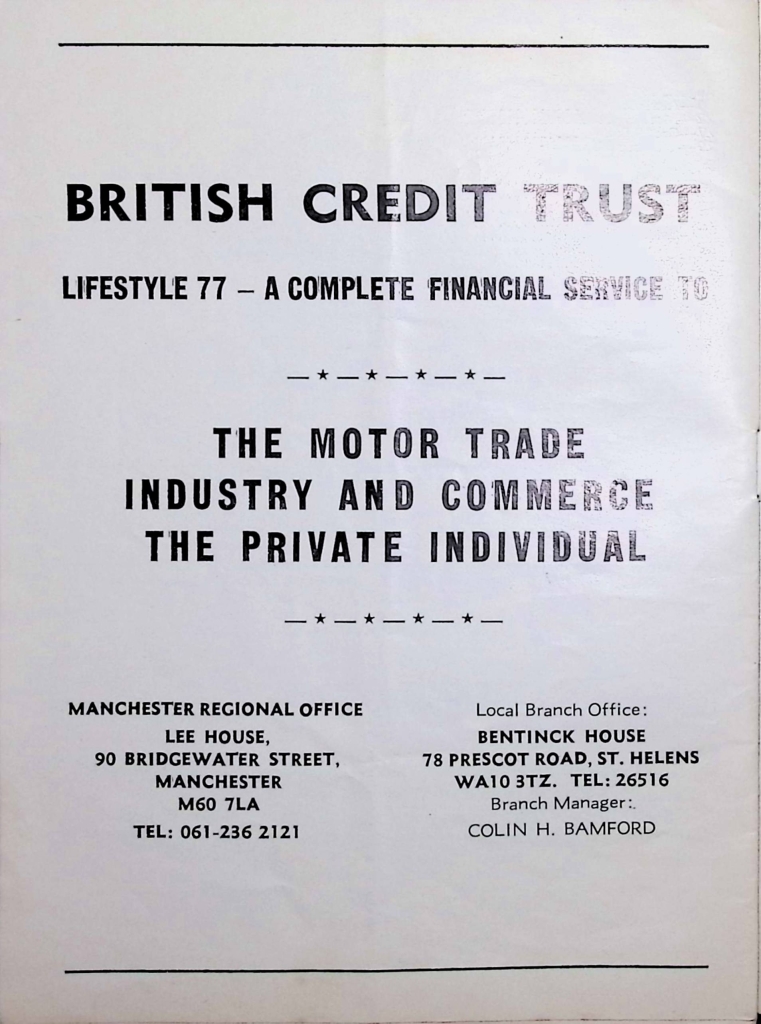 BRITISH CREDIT TRUST
LIFESTYLE 77 – A COMPLETE FINANCIAL SERVICE TO
— ★ — ★ — ★ — ★ —
THE MOTOR TRADE
INDUSTRY AND COMMERCE
THE PRIVATE INDIVIDUAL
— ★ — ★ — ★ — ★ —
MANCHESTER REGIONAL OFFICE
LEE HOUSE,
90 BRIDGEWATER STREET,
MANCHESTER
M60 7LA
TEL: 061-236 2121
Local Branch Office:
BENTINCK HOUSE
78 PRESCOT ROAD, ST. HELENS
WA10 3TZ. TEL: 26516
Branch Manager:
COLIN H. BAMFORD